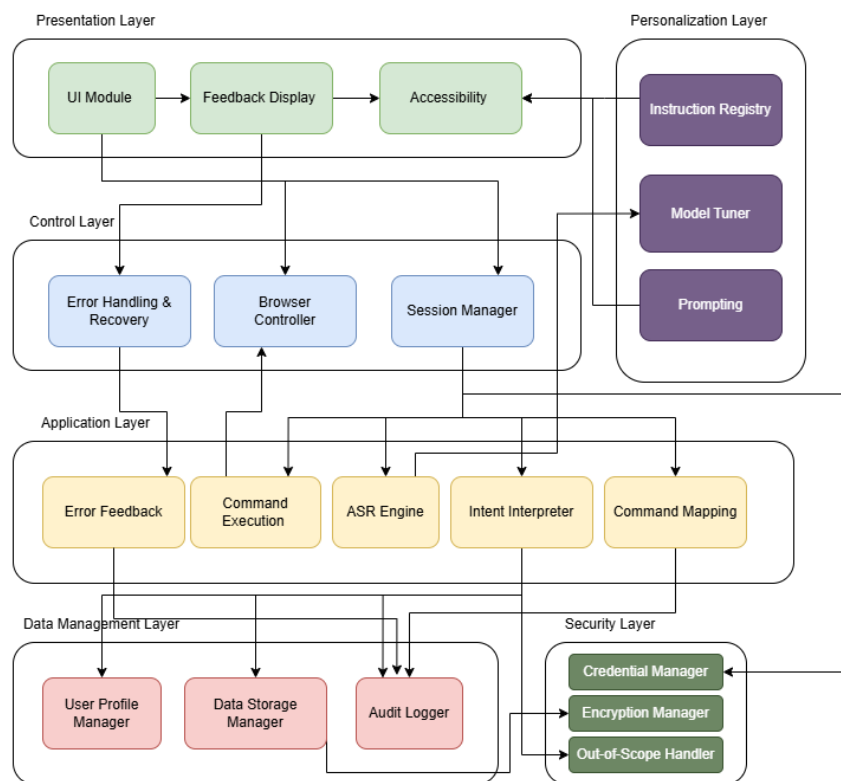 Presentation Layer
Personalization Layer
UI Module
Feedback Display
Accessibility
Instruction Registry
Model Tuner
Prompting
Control Layer
Error Handling &
Recovery
Browser
Controller
Session Manager
Application Layer
Error Feedback
Command
Execution
ASR Engine
Intent Interpreter
Command Mapping
Data Management Layer
Security Layer
User Profile
Manager
Data Storage
Manager
Audit Logger
Credential Manager
Encryption Manager
Out-of-Scope Handler